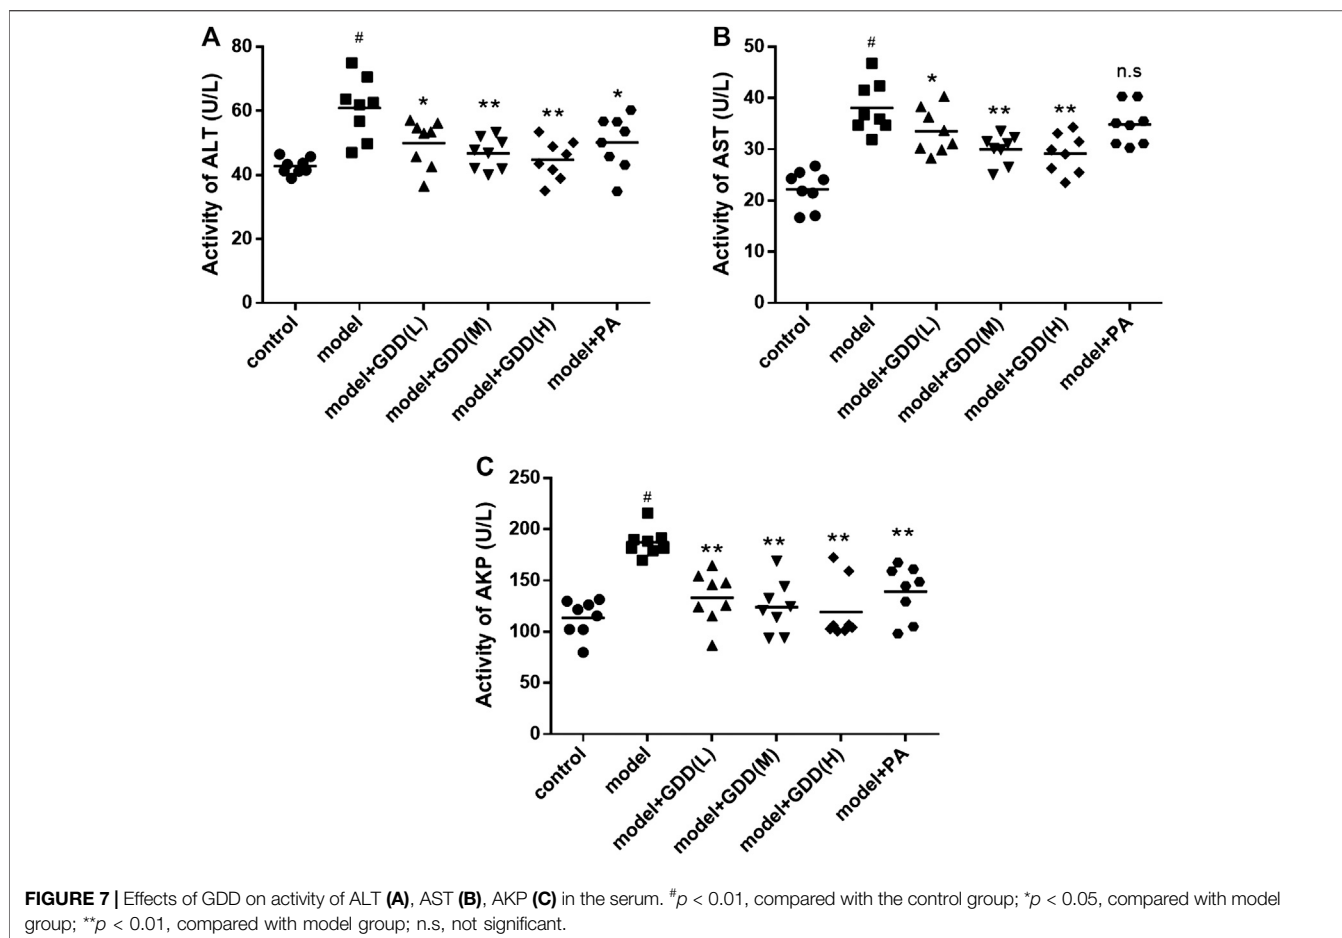 A
#
*
**
**
*
80
60
40
20
0
Activity of ALT (U/L)
control
model
model+GDD(L)
model+GDD(M)
model+GDD(H)
model+PA
B
#
*
**
**
n.s
50
40
30
20
10
0
Activity of AST (U/L)
control
model
model+GDD(L)
model+GDD(M)
model+GDD(H)
model+PA
C
#
**
**
**
**
250
200
150
100
50
0
Activity of AKP (U/L)
control
model
model+GDD(L)
model+GDD(M)
model+GDD(H)
model+PA
FIGURE 7 | Effects of GDD on activity of ALT (A), AST (B), AKP (C) in the serum. #p < 0.01, compared with the control group; *p < 0.05, compared with model
group; **p < 0.01, compared with model group; n.s, not significant.